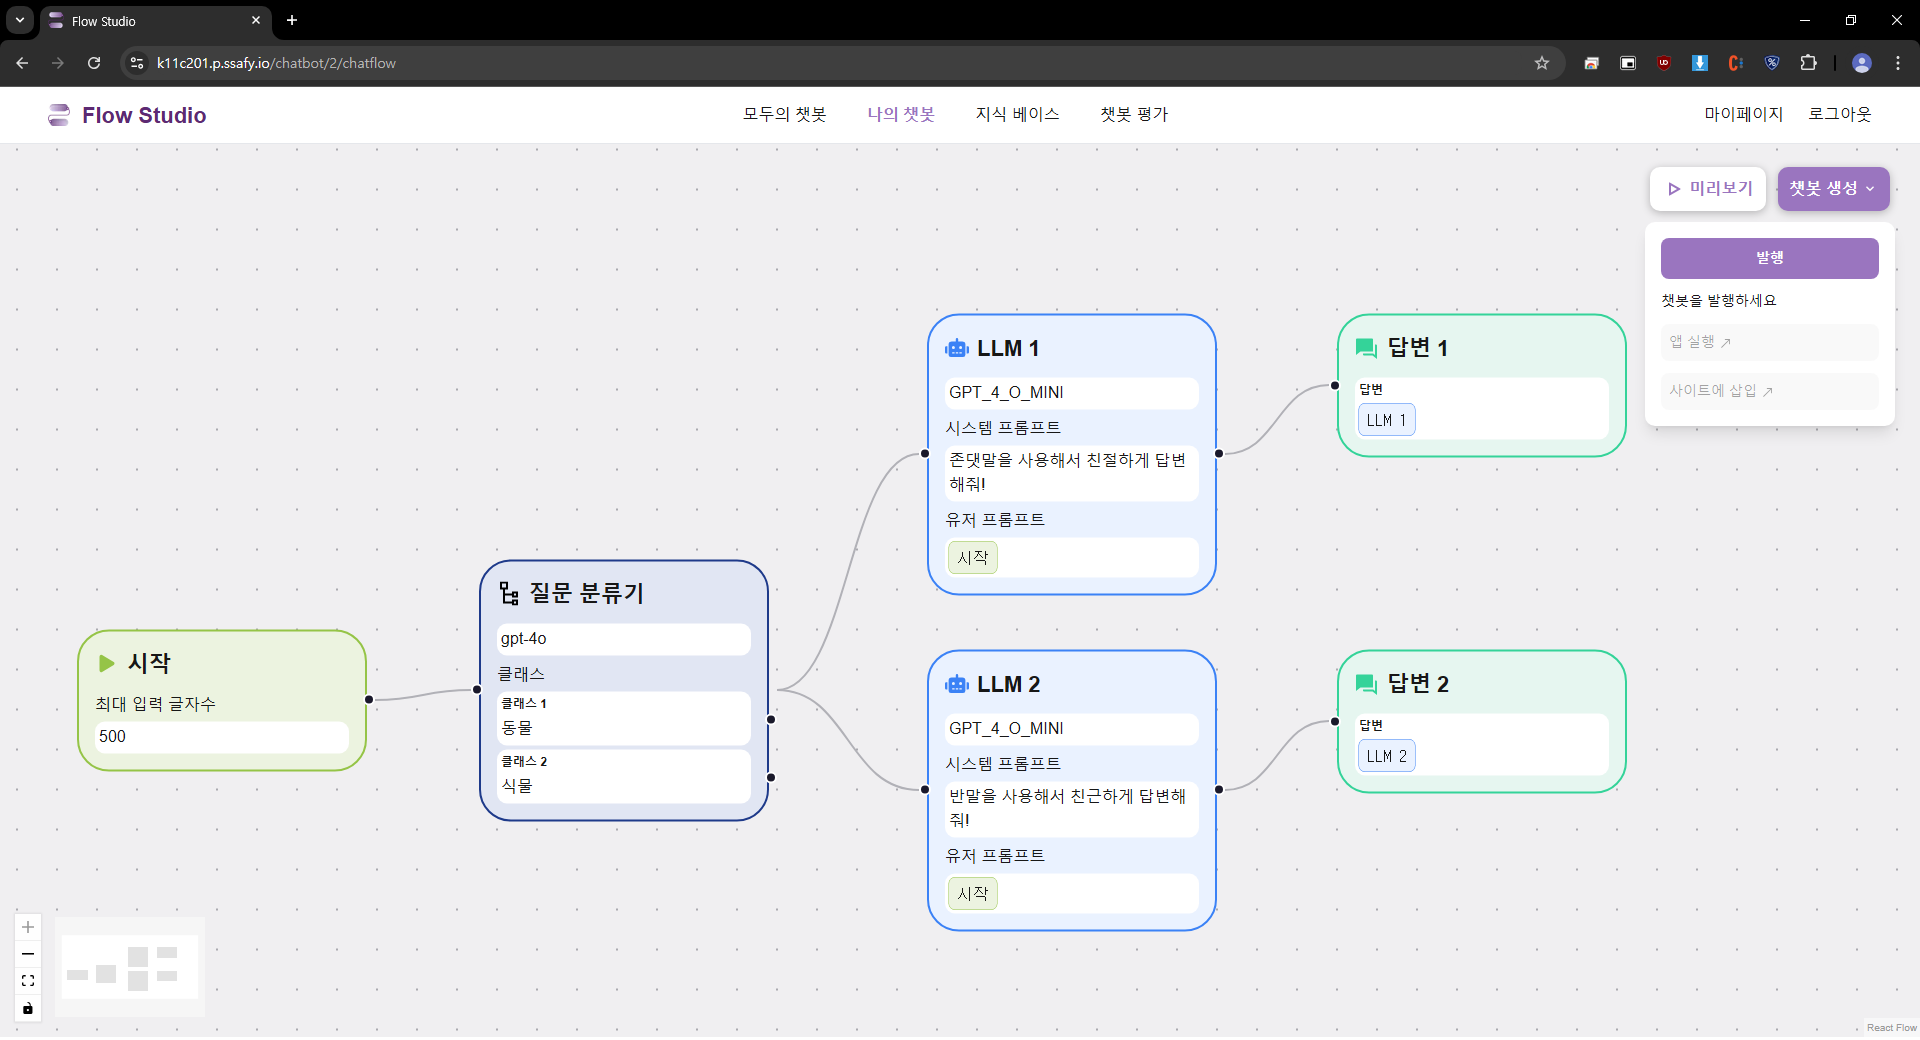 Flow Studio
k11c201.p.ssafy.io/chatbot/2/chatflow
Flow Studio
모두의 챗봇
나의 챗봇
지식 베이스
챗봇 평가
마이페이지
로그아웃
미리보기
챗봇 생성
발행
챗봇을 발행하세요
앱 실행 ↗
사이트에 삽입 ↗
시작
최대 입력 글자수
500
질문 분류기
gpt-4o
클래스
클래스 1
동물
클래스 2
식물
LLM 1
GPT_4_O_MINI
시스템 프롬프트
존댓말을 사용해서 친절하게 답변
해줘!
유저 프롬프트
시작
답변 1
답변
LLM 1
LLM 2
GPT_4_O_MINI
시스템 프롬프트
반말을 사용해서 친근하게 답변해
줘!
유저 프롬프트
시작
답변 2
답변
LLM 2
React Flow